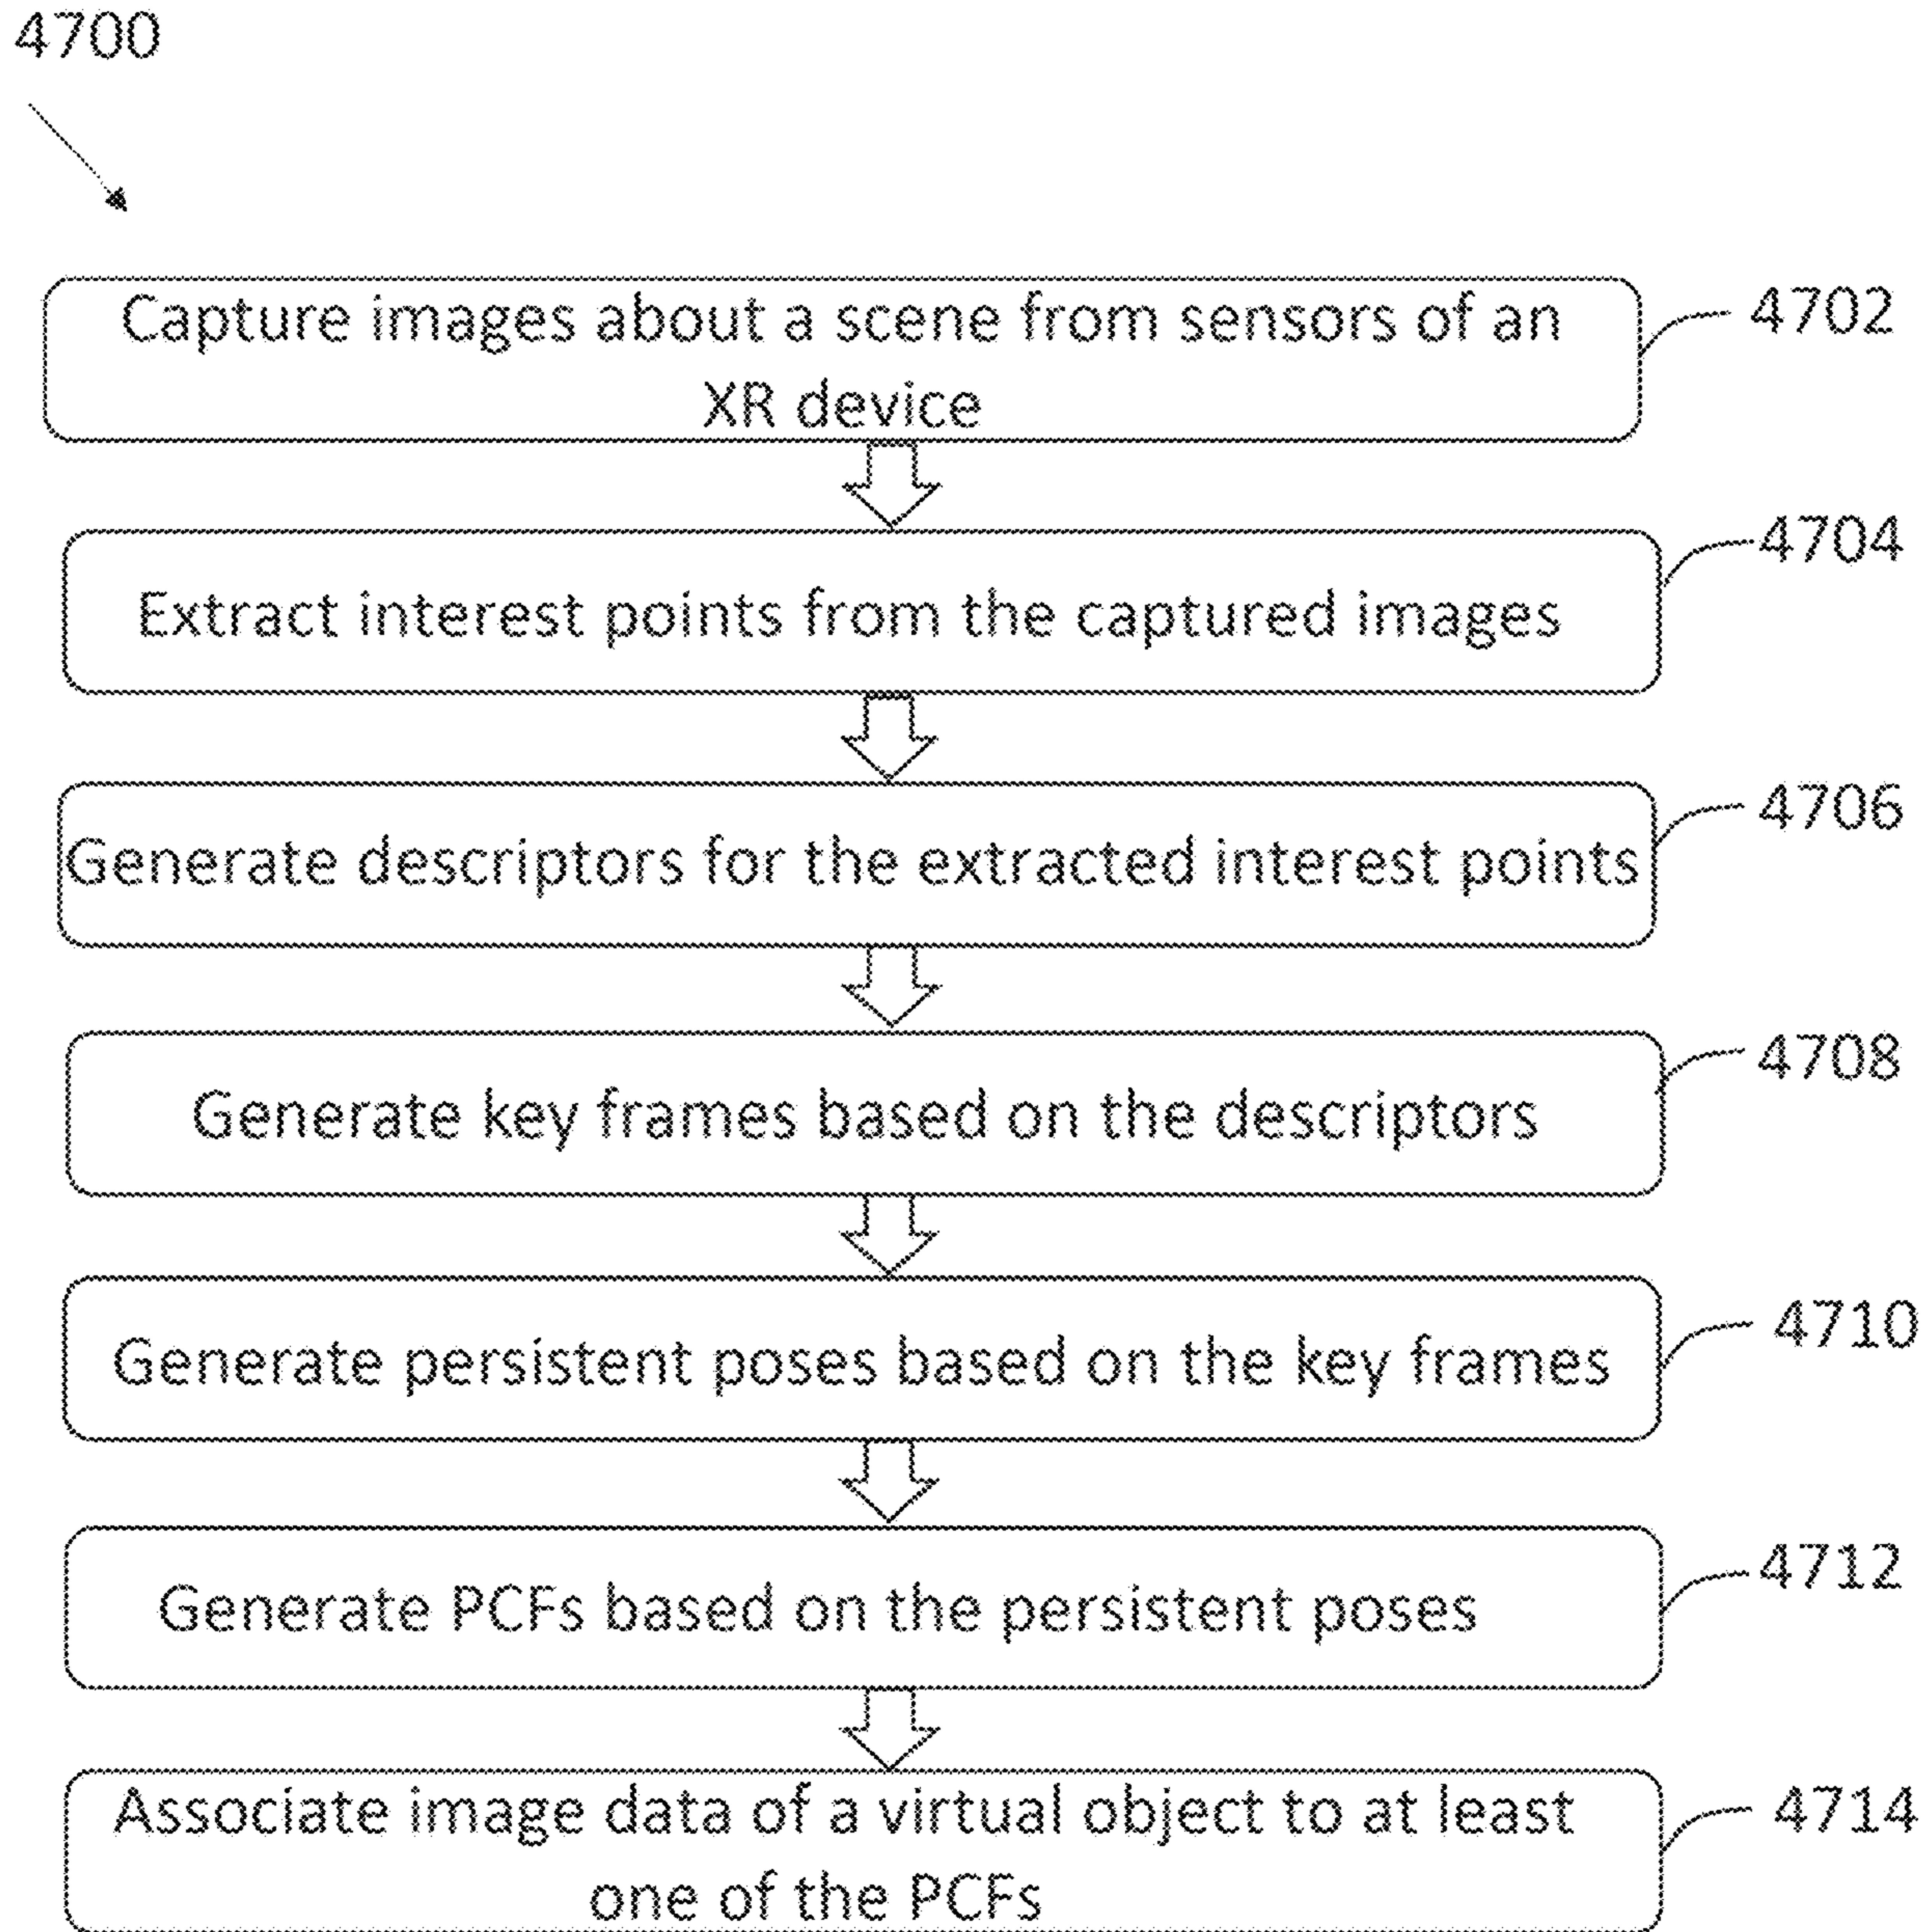 4700
Capture images about a scene from sensors of an
XR device
4702
Extract interest points from the captured images
4704
Generate descriptors for the extracted interest points
4706
Generate key frames based on the descriptors
4708
Generate persistent poses based on the key frames
4710
Generate PCFs based on the persistent poses
4712
Associate image data of a virtual object to at least
one of the PCFs
4714